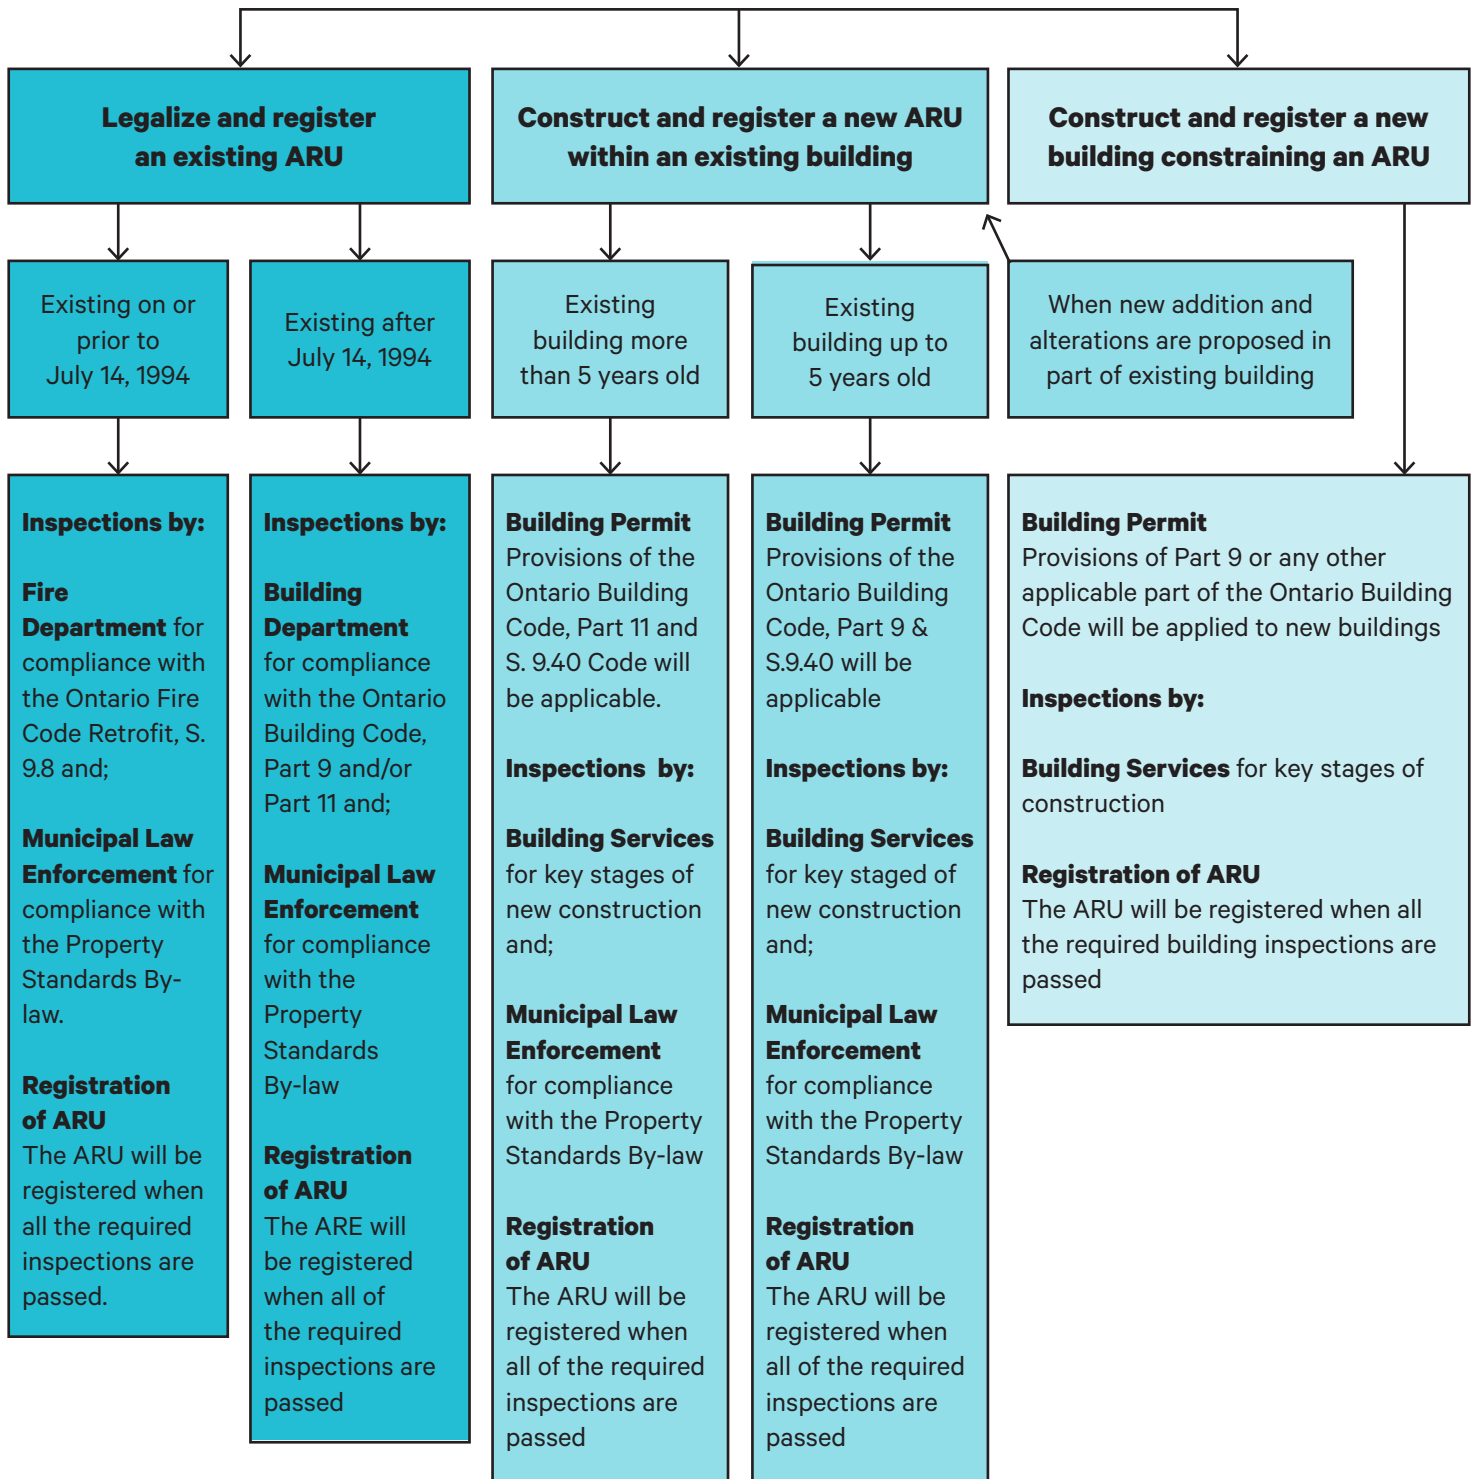 Legalize and register
an existing ARU
Construct and register a new ARU
within an existing building
Construct and register a new
building constraining an ARU
Existing on or
prior to
July 14, 1994
Existing after
July 14, 1994
Existing
building more
than 5 years old
Existing
building up to
5 years old
When new addition and
alterations are proposed in
part of existing building
Inspections by:
Fire
Department for
compliance with
the Ontario Fire
Code Retrofit, S.
9.8 and;
Municipal Law
Enforcement for
compliance with
the Property
Standards By-
law.
Registration
of ARU
The ARU will be
registered when
all the required
inspections are
passed.
Inspections by:
Building
Department
for compliance
with the Ontario
Building Code,
Part 9 and/or
Part 11 and;
Municipal Law
Enforcement
for compliance
with the
Property
Standards
By-law
Registration
of ARU
The ARE will
be registered
when all of
the required
inspections are
passed
Building Permit
Provisions of the
Ontario Building
Code, Part 11 and
S. 9.40 Code will
be applicable.
Inspections by:
Building Services
for key stages of
new construction
and;
Municipal Law
Enforcement
for compliance
with the Property
Standards By-law
Registration
of ARU
The ARU will be
registered when
all of the required
inspections are
passed
Building Permit
Provisions of the
Ontario Building
Code, Part 9 &
S.9.40 will be
applicable
Inspections by:
Building Services
for key staged of
new construction
and;
Municipal Law
Enforcement
for compliance
with the Property
Standards By-law
Registration
of ARU
The ARU will be
registered when
all of the required
inspections are
passed
Building Permit
Provisions of Part 9 or any other
applicable part of the Ontario Building
Code will be applied to new buildings
Inspections by:
Building Services for key stages of
construction
Registration of ARU
The ARU will be registered when all
the required building inspections are
passed